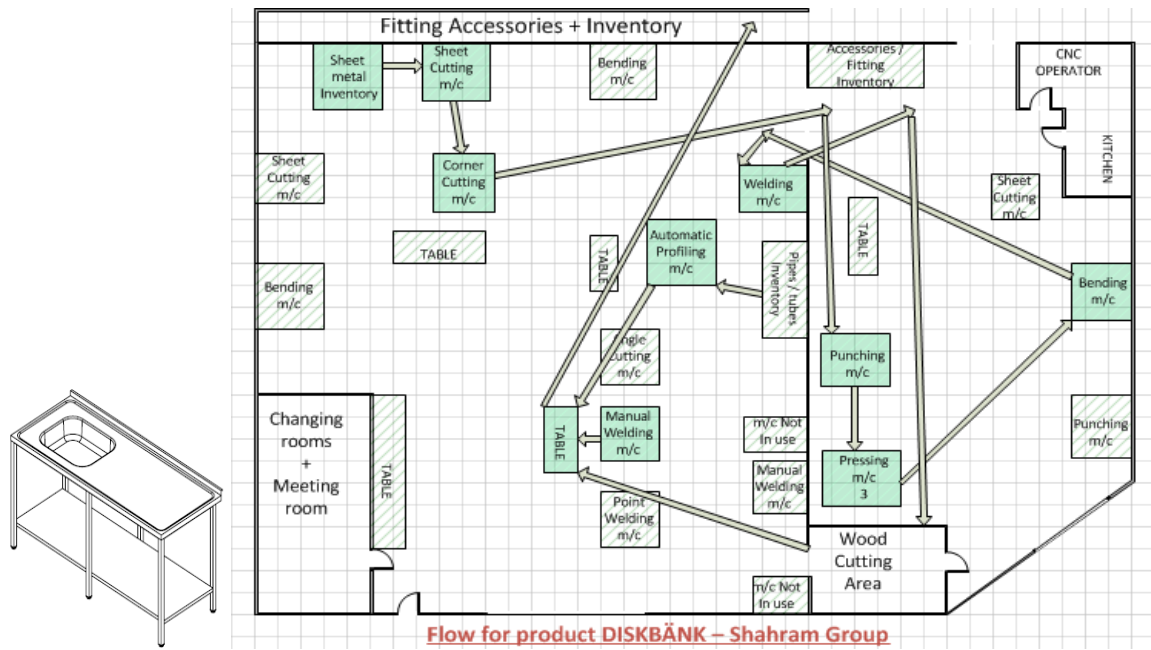 Fitting Accessories + Inventory
Sheet
metal
Inventory
Sheet
Cutting
m/c
Bending
m/c
Accessories /
Fitting
Inventory
CNC
OPERATOR
KITCHEN
Sheet
Cutting
m/c
Corner
Cutting
m/c
Welding
m/c
Sheet
Cutting
m/c
TABLE
TABLE
Automatic
Profiling
m/c
Pipes / tubes
Inventory
TABLE
Bending
m/c
Bending
m/c
Angle
Cutting
m/c
Punching
m/c
Changing
rooms
+
Meeting
room
TABLE
TABLE
Manual
Welding
m/c
m/c Not
In use
Punching
m/c
Manual
Welding
m/c
Pressing
m/c
3
Point
Welding
m/c
Wood
Cutting
Area
m/c Not
In use
Flow for product DISKBÄNK – Shahram Group